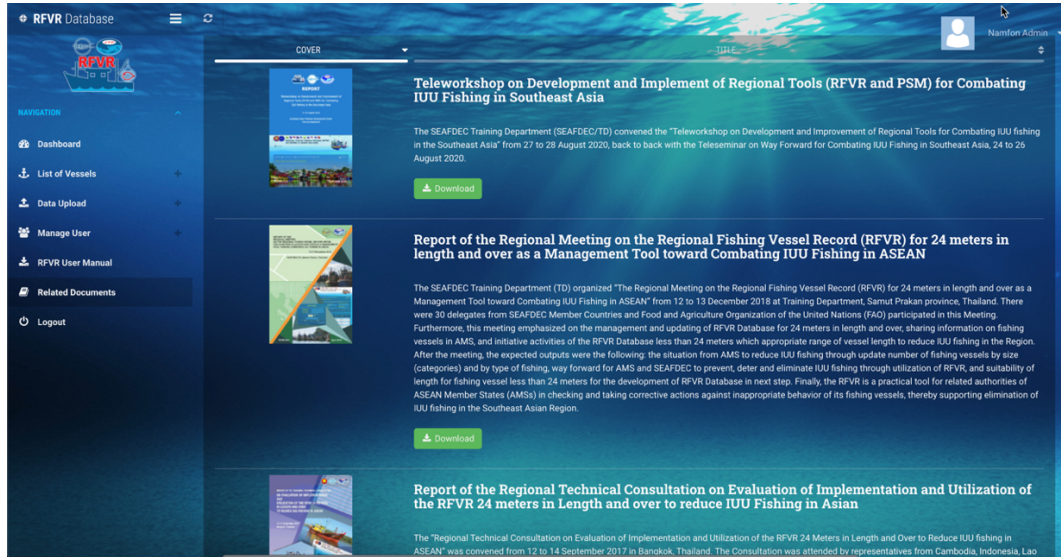 RFVR Database
Namfon Admin
COVER
TITLE
RFVR
NAVIGATION
Dashboard
List of Vessels
Data Upload
Manage User
RFVR User Manual
Related Documents
Logout
REPORT
Teleworkshop on Development and Implement of Regional Tools (RFVR and PSM) for Combating
IUU Fishing in Southeast Asia
The SEAFDEC Training Department (SEAFDEC/TD) convened the "Teleworkshop on Development and Improvement of Regional Tools for Combating IUU fishing
in the Southeast Asia" from 27 to 28 August 2020, back to back with the Teleseminar on Way Forward for Combating IUU Fishing in Southeast Asia, 24 to 26
August 2020.
Download
Report of the Regional Meeting on the Regional Fishing Vessel Record (RFVR) for 24 meters in
length and over as a Management Tool toward Combating IUU Fishing in ASEAN
The SEAFDEC Training Department (TD) organized "The Regional Meeting on the Regional Fishing Vessel Record (RFVR) for 24 meters in length and over as a
Management Tool toward Combating IUU Fishing in ASEAN" from 12 to 13 December 2018 at Training Department, Samut Prakan province, Thailand. There
were 30 delegates from SEAFDEC Member Countries and Food and Agriculture Organization of the United Nations (FAO) participated in this Meeting.
Furthermore, this meeting emphasized on the management and updating of RFVR Database for 24 meters in length and over, sharing information on fishing
vessels in AMS, and initiative activities of the RFVR Database less than 24 meters which appropriate range of vessel length to reduce IUU fishing in the Region.
After the meeting, the expected outputs were the following: the situation from AMS to reduce IUU fishing through update number of fishing vessels by size
(categories) and by type of fishing, way forward for AMS and SEAFDEC to prevent, deter and eliminate IUU fishing through utilization of RFVR, and suitability of
length for fishing vessel less than 24 meters for the development of RFVR Database in next step. Finally, the RFVR is a practical tool for related authorities of
ASEAN Member States (AMSs) in checking and taking corrective actions against inappropriate behavior of its fishing vessels, thereby supporting elimination of
IUU fishing in the Southeast Asian Region.
Download
Report of the Regional Technical Consultation on Evaluation of Implementation and Utilization of
the RFVR 24 meters in Length and over to reduce IUU Fishing in Asian
The "Regional Technical Consultation on Evaluation of Implementation and Utilization of the RFVR 24 Meters in Length and Over to Reduce IUU Fishing in
ASEAN" was convened from 12 to 14 September 2017 in Bangkok, Thailand. The Consultation was attended by representatives from Cambodia, Indonesia, Lao